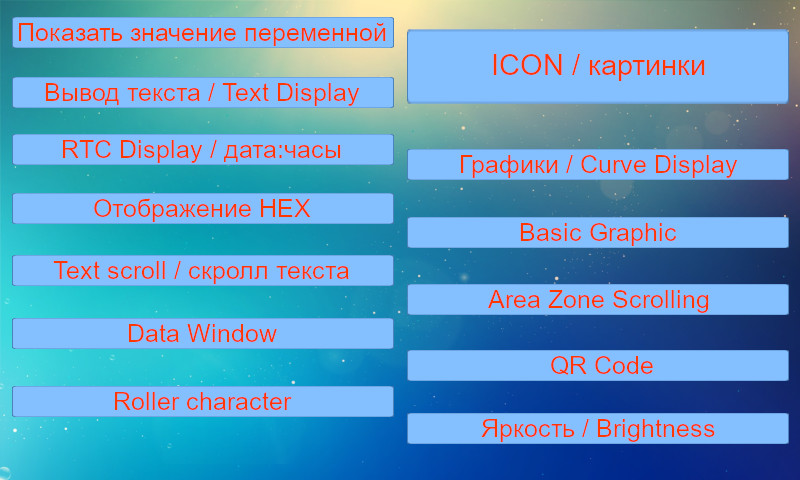 Показать значение переменной
Вывод текста / Text Display
RTC Display / дата:часы
Отображение HEX
Text scroll / скролл текста
Data Window
Roller character
ICON / картинки
Графики / Curve Display
Basic Graphic
Area Zone Scrolling
QR Code
Яркость / Brightness